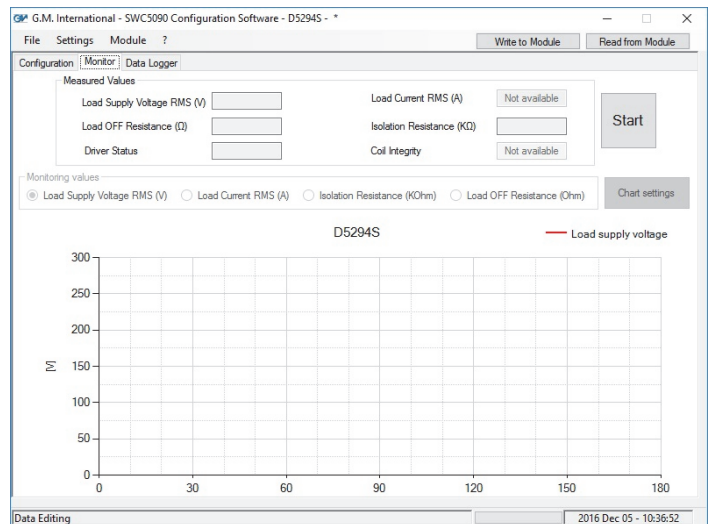 G.M. International - SWC5090 Configuration Software - D5294S - *
File Settings Module ? Write to Module Read from Module
Configuration Monitor Data Logger
Measured Values
Load Supply Voltage RMS (V) Load Current RMS (A) Not available
Load OFF Resistance (Ω) Isolation Resistance (KΩ) Start
Driver Status Coil Integrity Not available
Monitoring values
Load Supply Voltage RMS (V) Load Current RMS (A) Isolation Resistance (KOhm) Load OFF Resistance (Ohm) Chart settings
D5294S Load supply voltage
300
250
200
[V] 150
100
50
0
0 30 60 90 120 150 180
Data Editing 2016 Dec 05 - 10:36:52